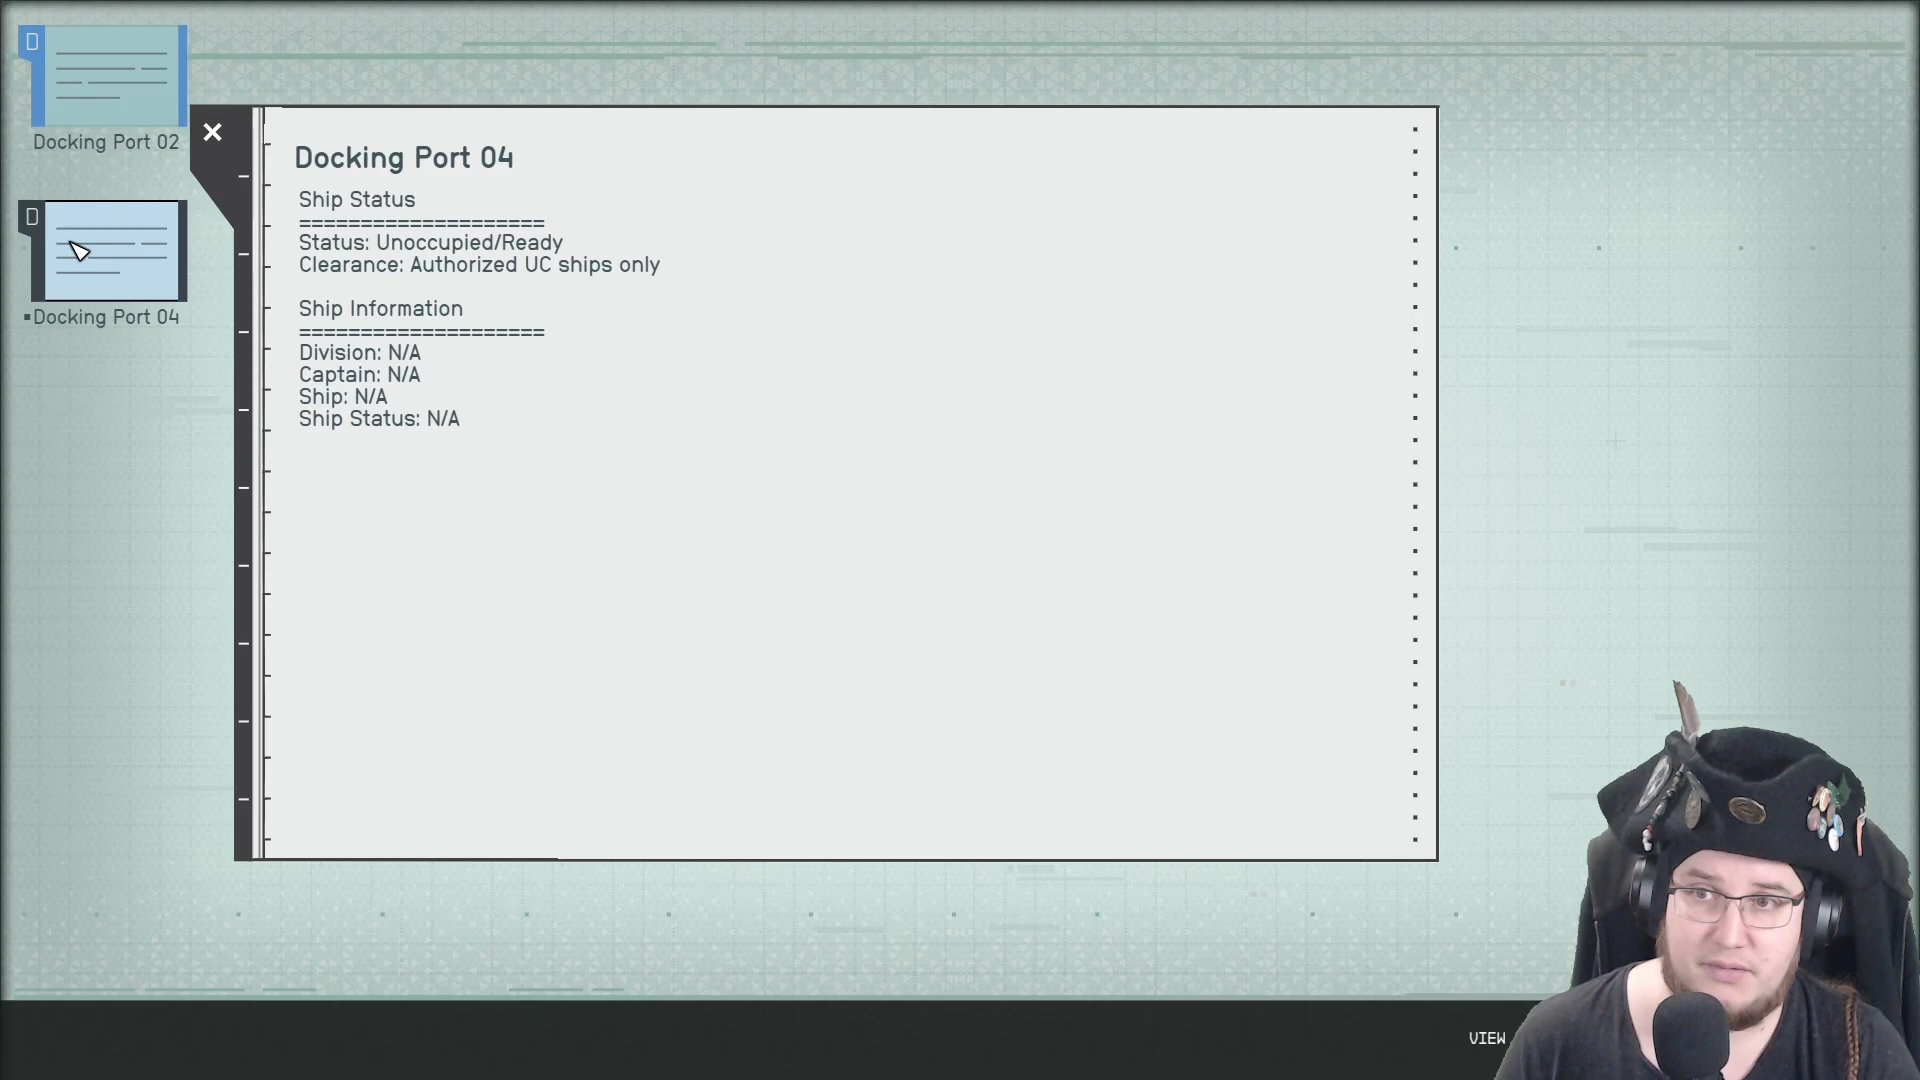 D
Docking Port 02
D
Docking Port 04
Docking Port 04
Ship Status
====================
Status: Unoccupied/Ready
Clearance: Authorized UC ships only
Ship Information
====================
Division: N/A
Captain: N/A
Ship: N/A
Ship Status: N/A
VIEW